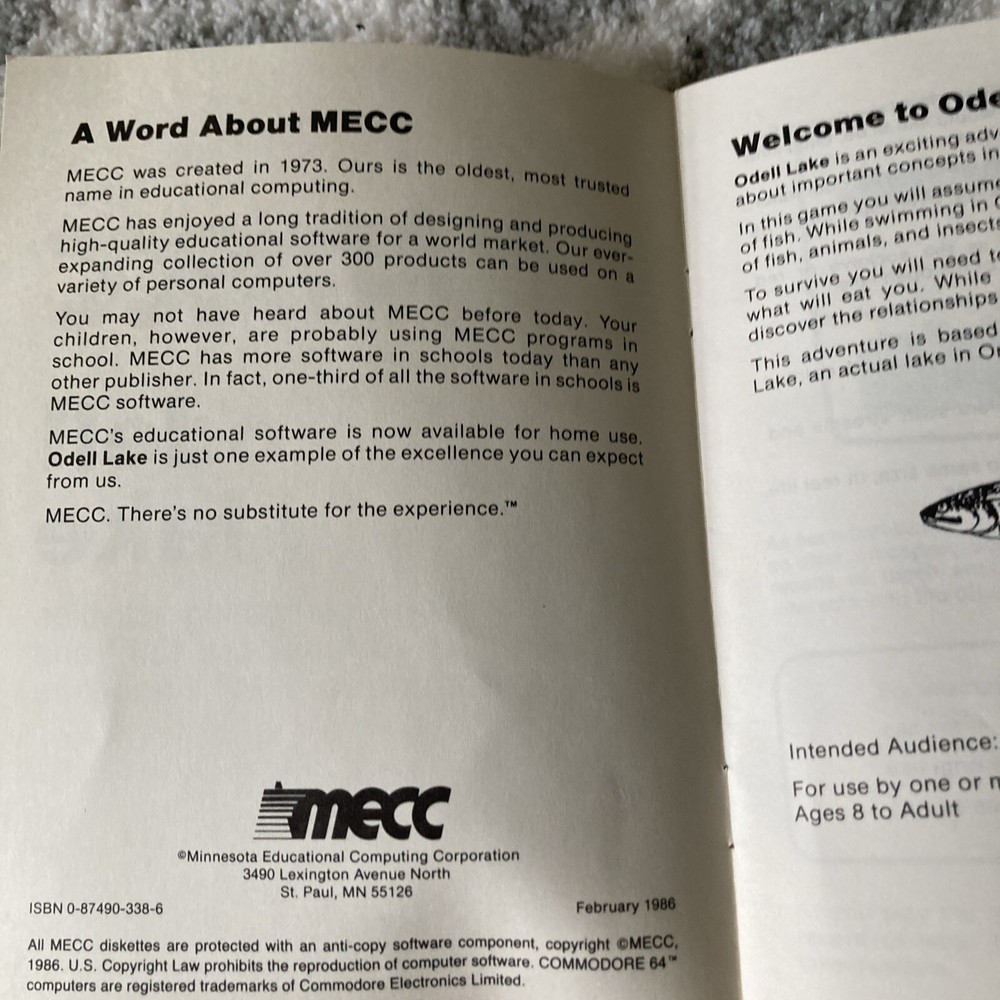 A Word About MECC
MECC was created in 1973. Ours is the oldest, most trusted
name in educational computing.
MECC has enjoyed a long tradition of designing and producing
high-quality educational software for a world market. Our ever-
expanding collection of over 300 products can be used on a
variety of personal computers.
You may not have heard about MECC before today. Your
children, however, are probably using MECC programs in
school. MECC has more software in schools today than any
other publisher. In fact, one-third of all the software in schools is
MECC software.
MECC's educational software is now available for home use.
Odell Lake is just one example of the excellence you can expect
from us.
MECC. There's no substitute for the experience.™
mecc
©Minnesota Educational Computing Corporation
3490 Lexington Avenue North
St. Paul, MN 55126
ISBN 0-87490-338-6
February 1986
All MECC diskettes are protected with an anti-copy software component, copyright ©MECC,
1986. U.S. Copyright Law prohibits the reproduction of computer software. COMMODORE 64™
computers are registered trademarks of Commodore Electronics Limited.
Welcome to Ode
Odell Lake is an exciting adv
about important concepts in
In this game you will assume
of fish. While swimming in
of fish, animals, and insects
To survive you will need t
what will eat you. While
discover the relationships
This adventure is based
Lake, an actual lake in Or
Intended Audience:
For use by one or m
Ages 8 to Adult